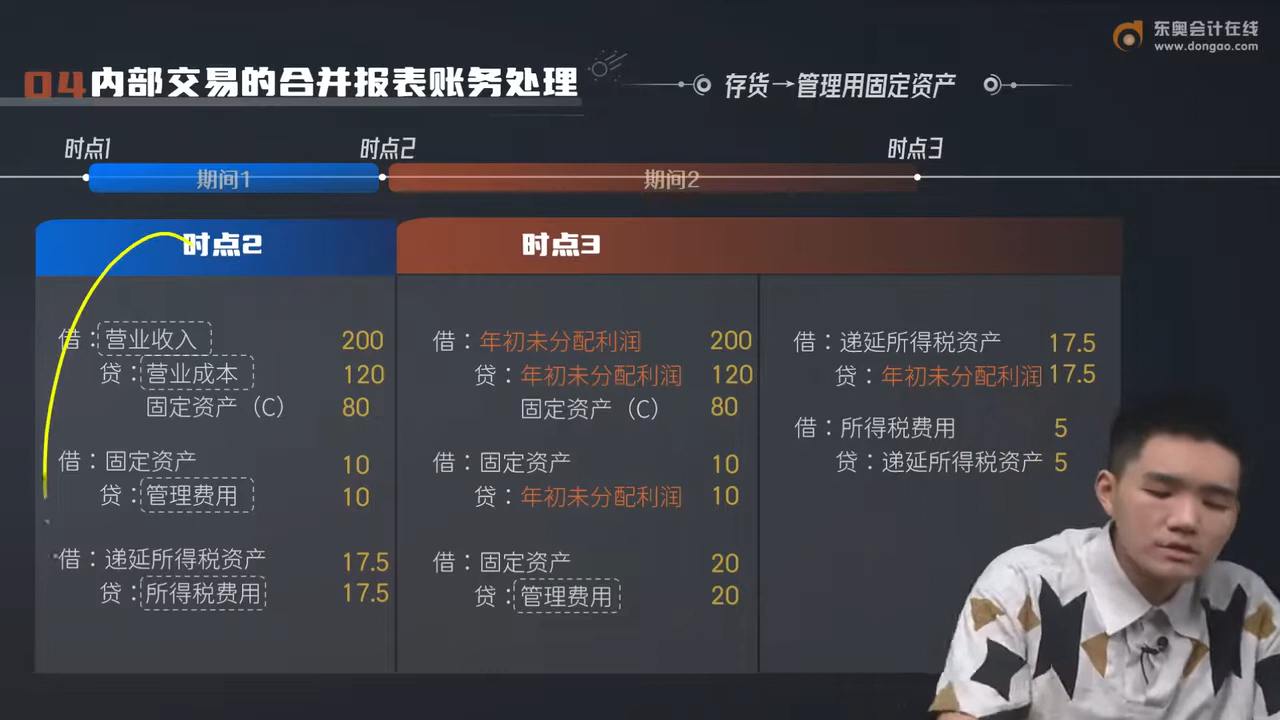 东奥会计在线
www.dongao.com
04 内部交易的合并报表账务处理
存货→管理用固定资产
时点1
时点2
时点3
期间1
期间2
时点2
借：营业收入 200
贷：营业成本 120
固定资产（C） 80
借：固定资产 10
贷：管理费用 10
借：递延所得税资产 17.5
贷：所得税费用 17.5
时点3
借：年初未分配利润 200
贷：年初未分配利润 120
固定资产（C） 80
借：固定资产 10
贷：年初未分配利润 10
借：固定资产 20
贷：管理费用 20
借：递延所得税资产 17.5
贷：年初未分配利润 17.5
借：所得税费用 5
贷：递延所得税资产 5